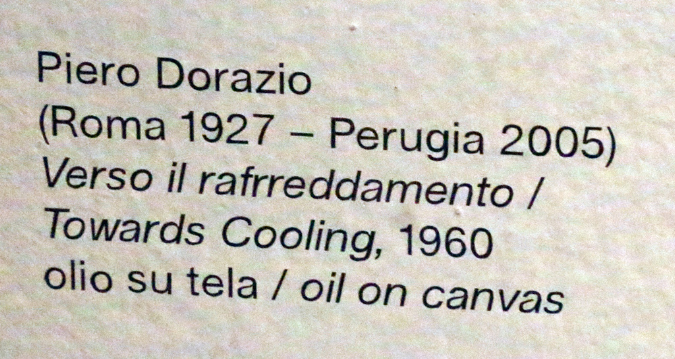 Piero Dorazio
(Roma 1927 – Perugia 2005)
Verso il rafrreddamento /
Towards Cooling, 1960
olio su tela / oil on canvas